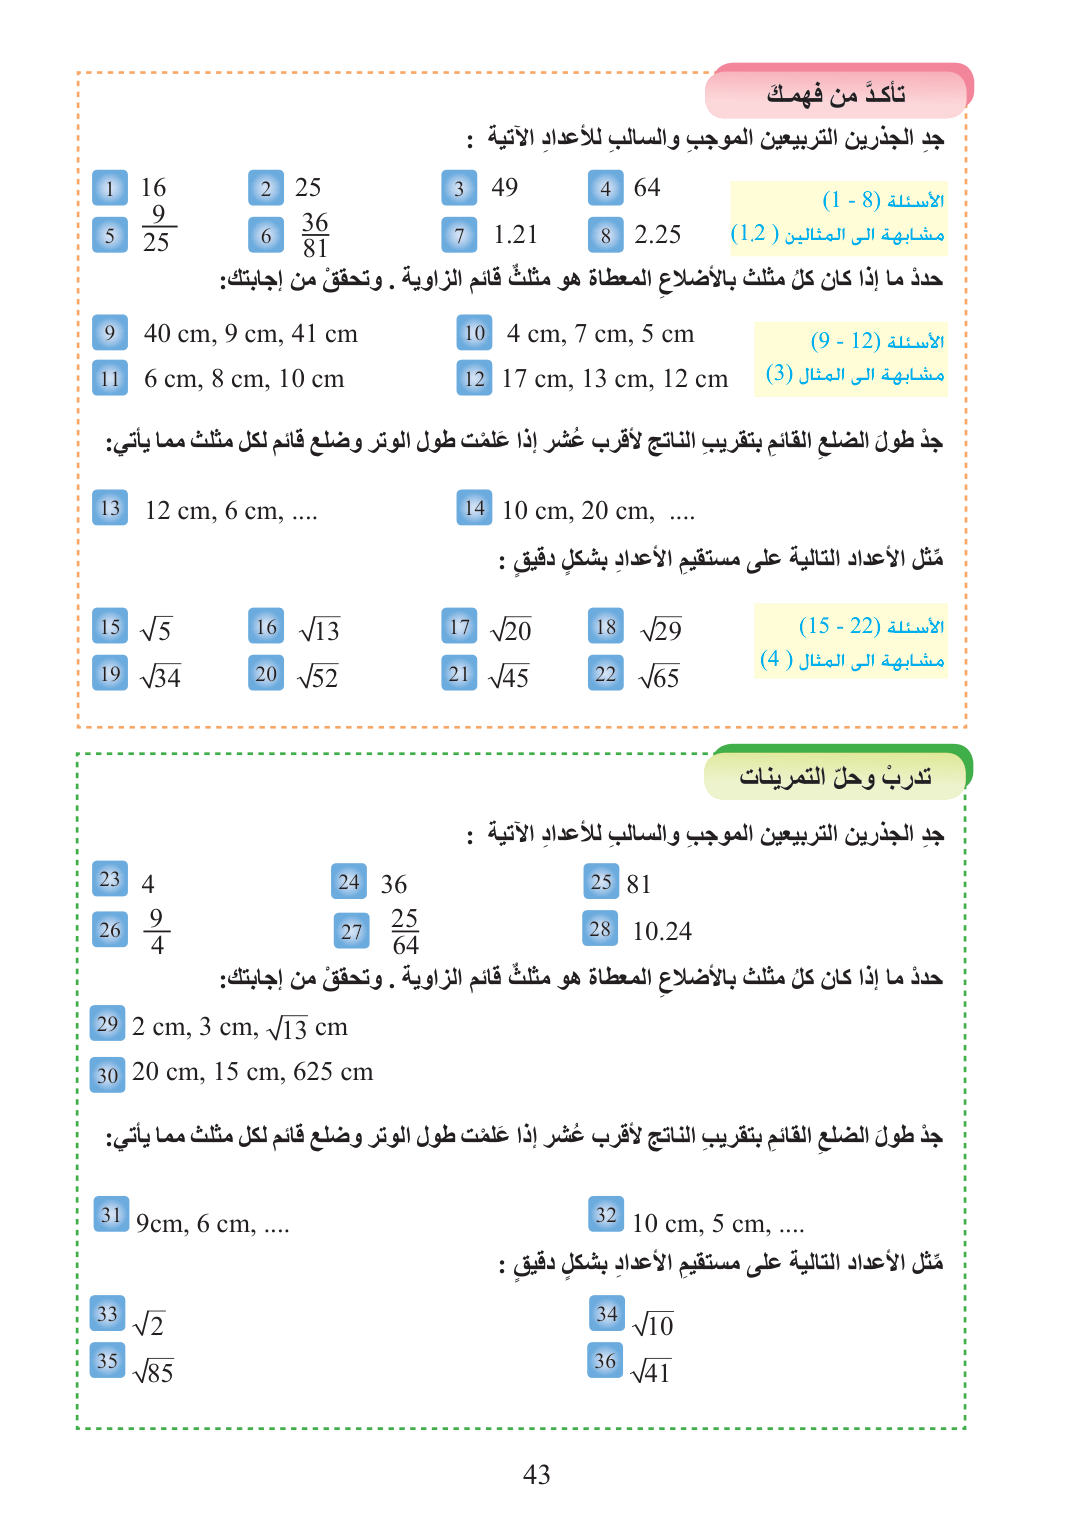 تأكـدَّ من فهمـكَ
جدِ الجذرين التربيعين الموجبِ والسالبِ للأعدادِ الآتية :
1 16 2 25 3 49 4 64
الأسئلة (8 - 1)
5 9/25 6 36/81 7 1.21 8 2.25
مشابهة الى المثالين ( 1.2)
حددْ ما إذا كان كلُ مثلث بالأضلاعِ المعطاة هو مثلثٌ قائم الزاوية . وتحققْ من إجابتك:
9 40 cm, 9 cm, 41 cm 10 4 cm, 7 cm, 5 cm
الأسئلة (12 - 9)
11 6 cm, 8 cm, 10 cm 12 17 cm, 13 cm, 12 cm
مشابهة الى المثال (3)
جدْ طولَ الضلعِ القائمِ بتقريبِ الناتج لأقرب عُشر إذا عَلمْت طول الوتر وضلع قائم لكل مثلث مما يأتي:
13 12 cm, 6 cm, .... 14 10 cm, 20 cm, ....
مِّثل الأعداد التالية على مستقيمِ الأعدادِ بشكلٍ دقيقٍ :
15 √5 16 √13 17 √20 18 √29
الأسئلة (22 - 15)
19 √34 20 √52 21 √45 22 √65
مشابهة الى المثال ( 4)
تدربْ وحلّ التمرينات
جدِ الجذرين التربيعين الموجبِ والسالبِ للأعدادِ الآتية :
23 4 24 36 25 81
26 9/4 27 25/64 28 10.24
حددْ ما إذا كان كلُ مثلث بالأضلاعِ المعطاة هو مثلثٌ قائم الزاوية . وتحققْ من إجابتك:
29 2 cm, 3 cm, √13 cm
30 20 cm, 15 cm, 625 cm
جدْ طولَ الضلعِ القائمِ بتقريبِ الناتج لأقرب عُشر إذا عَلمْت طول الوتر وضلع قائم لكل مثلث مما يأتي:
31 9cm, 6 cm, .... 32 10 cm, 5 cm, ....
مِّثل الأعداد التالية على مستقيمِ الأعدادِ بشكلٍ دقيقٍ :
33 √2 34 √10
35 √85 36 √41
43